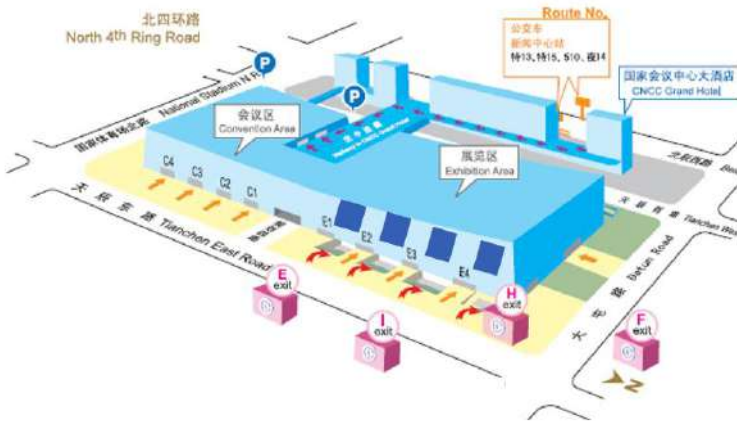 北四环路
North 4th Ring Road
Route No.
公交车
新闻中心站
特13、特15、510、夜14
国家会议中心大酒店
CNCC Grand Hotel
P
P
国家体育场北路 National Stadium N.R
会议区
Convention Area
展览区
Exhibition Area
北辰西路
天辰西路 Tianchen West
C4
C3
C2
C1
E1
E2
E3
E4
天辰东路 Tianchen East Road
大屯路 Datun Road
E
exit
I
exit
H
exit
F
exit
N